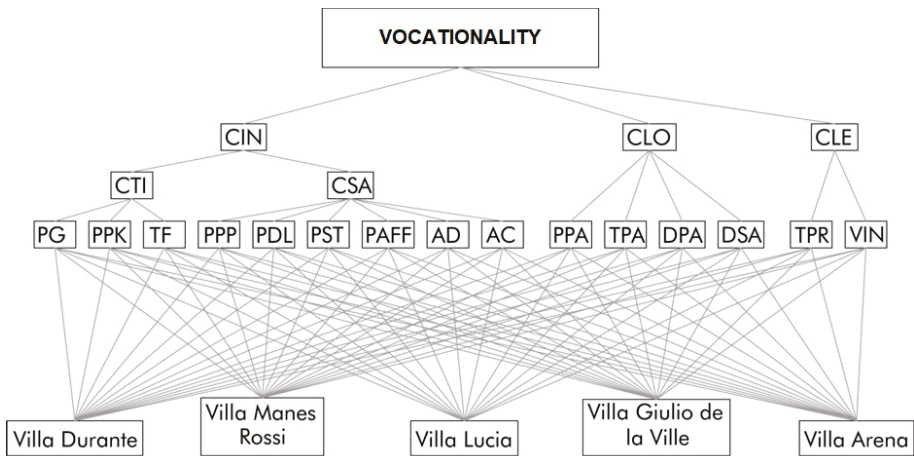 VOCATIONALITY
CIN CLO CLE
CTI CSA
PG PPK TF PPP PDL PST PAFF AD AC PPA TPA DPA DSA TPR VIN
Villa Durante
Villa Manes
Rossi
Villa Lucia
Villa Giulio de
la Ville
Villa Arena